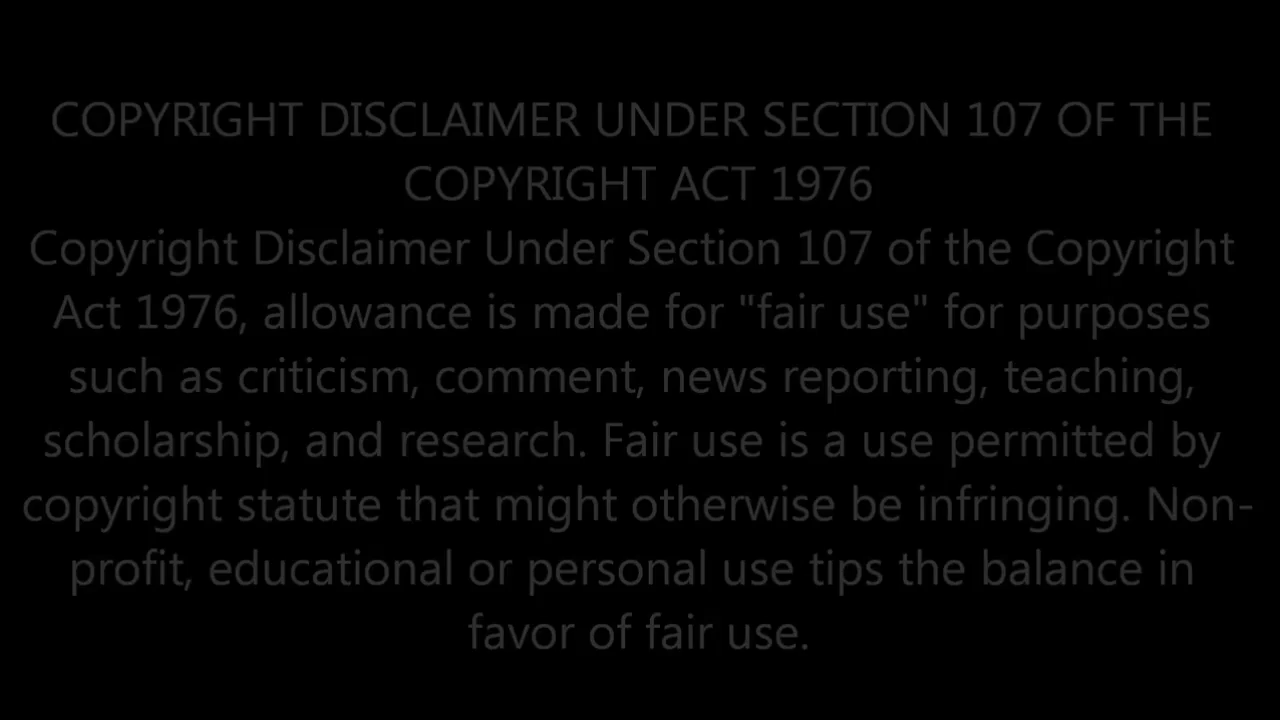 COPYRIGHT DISCLAIMER UNDER SECTION 107 OF THE
COPYRIGHT ACT 1976
Copyright Disclaimer Under Section 107 of the Copyright
Act 1976, allowance is made for "fair use" for purposes
such as criticism, comment, news reporting, teaching,
scholarship, and research. Fair use is a use permitted by
copyright statute that might otherwise be infringing. Non-
profit, educational or personal use tips the balance in
favor of fair use.